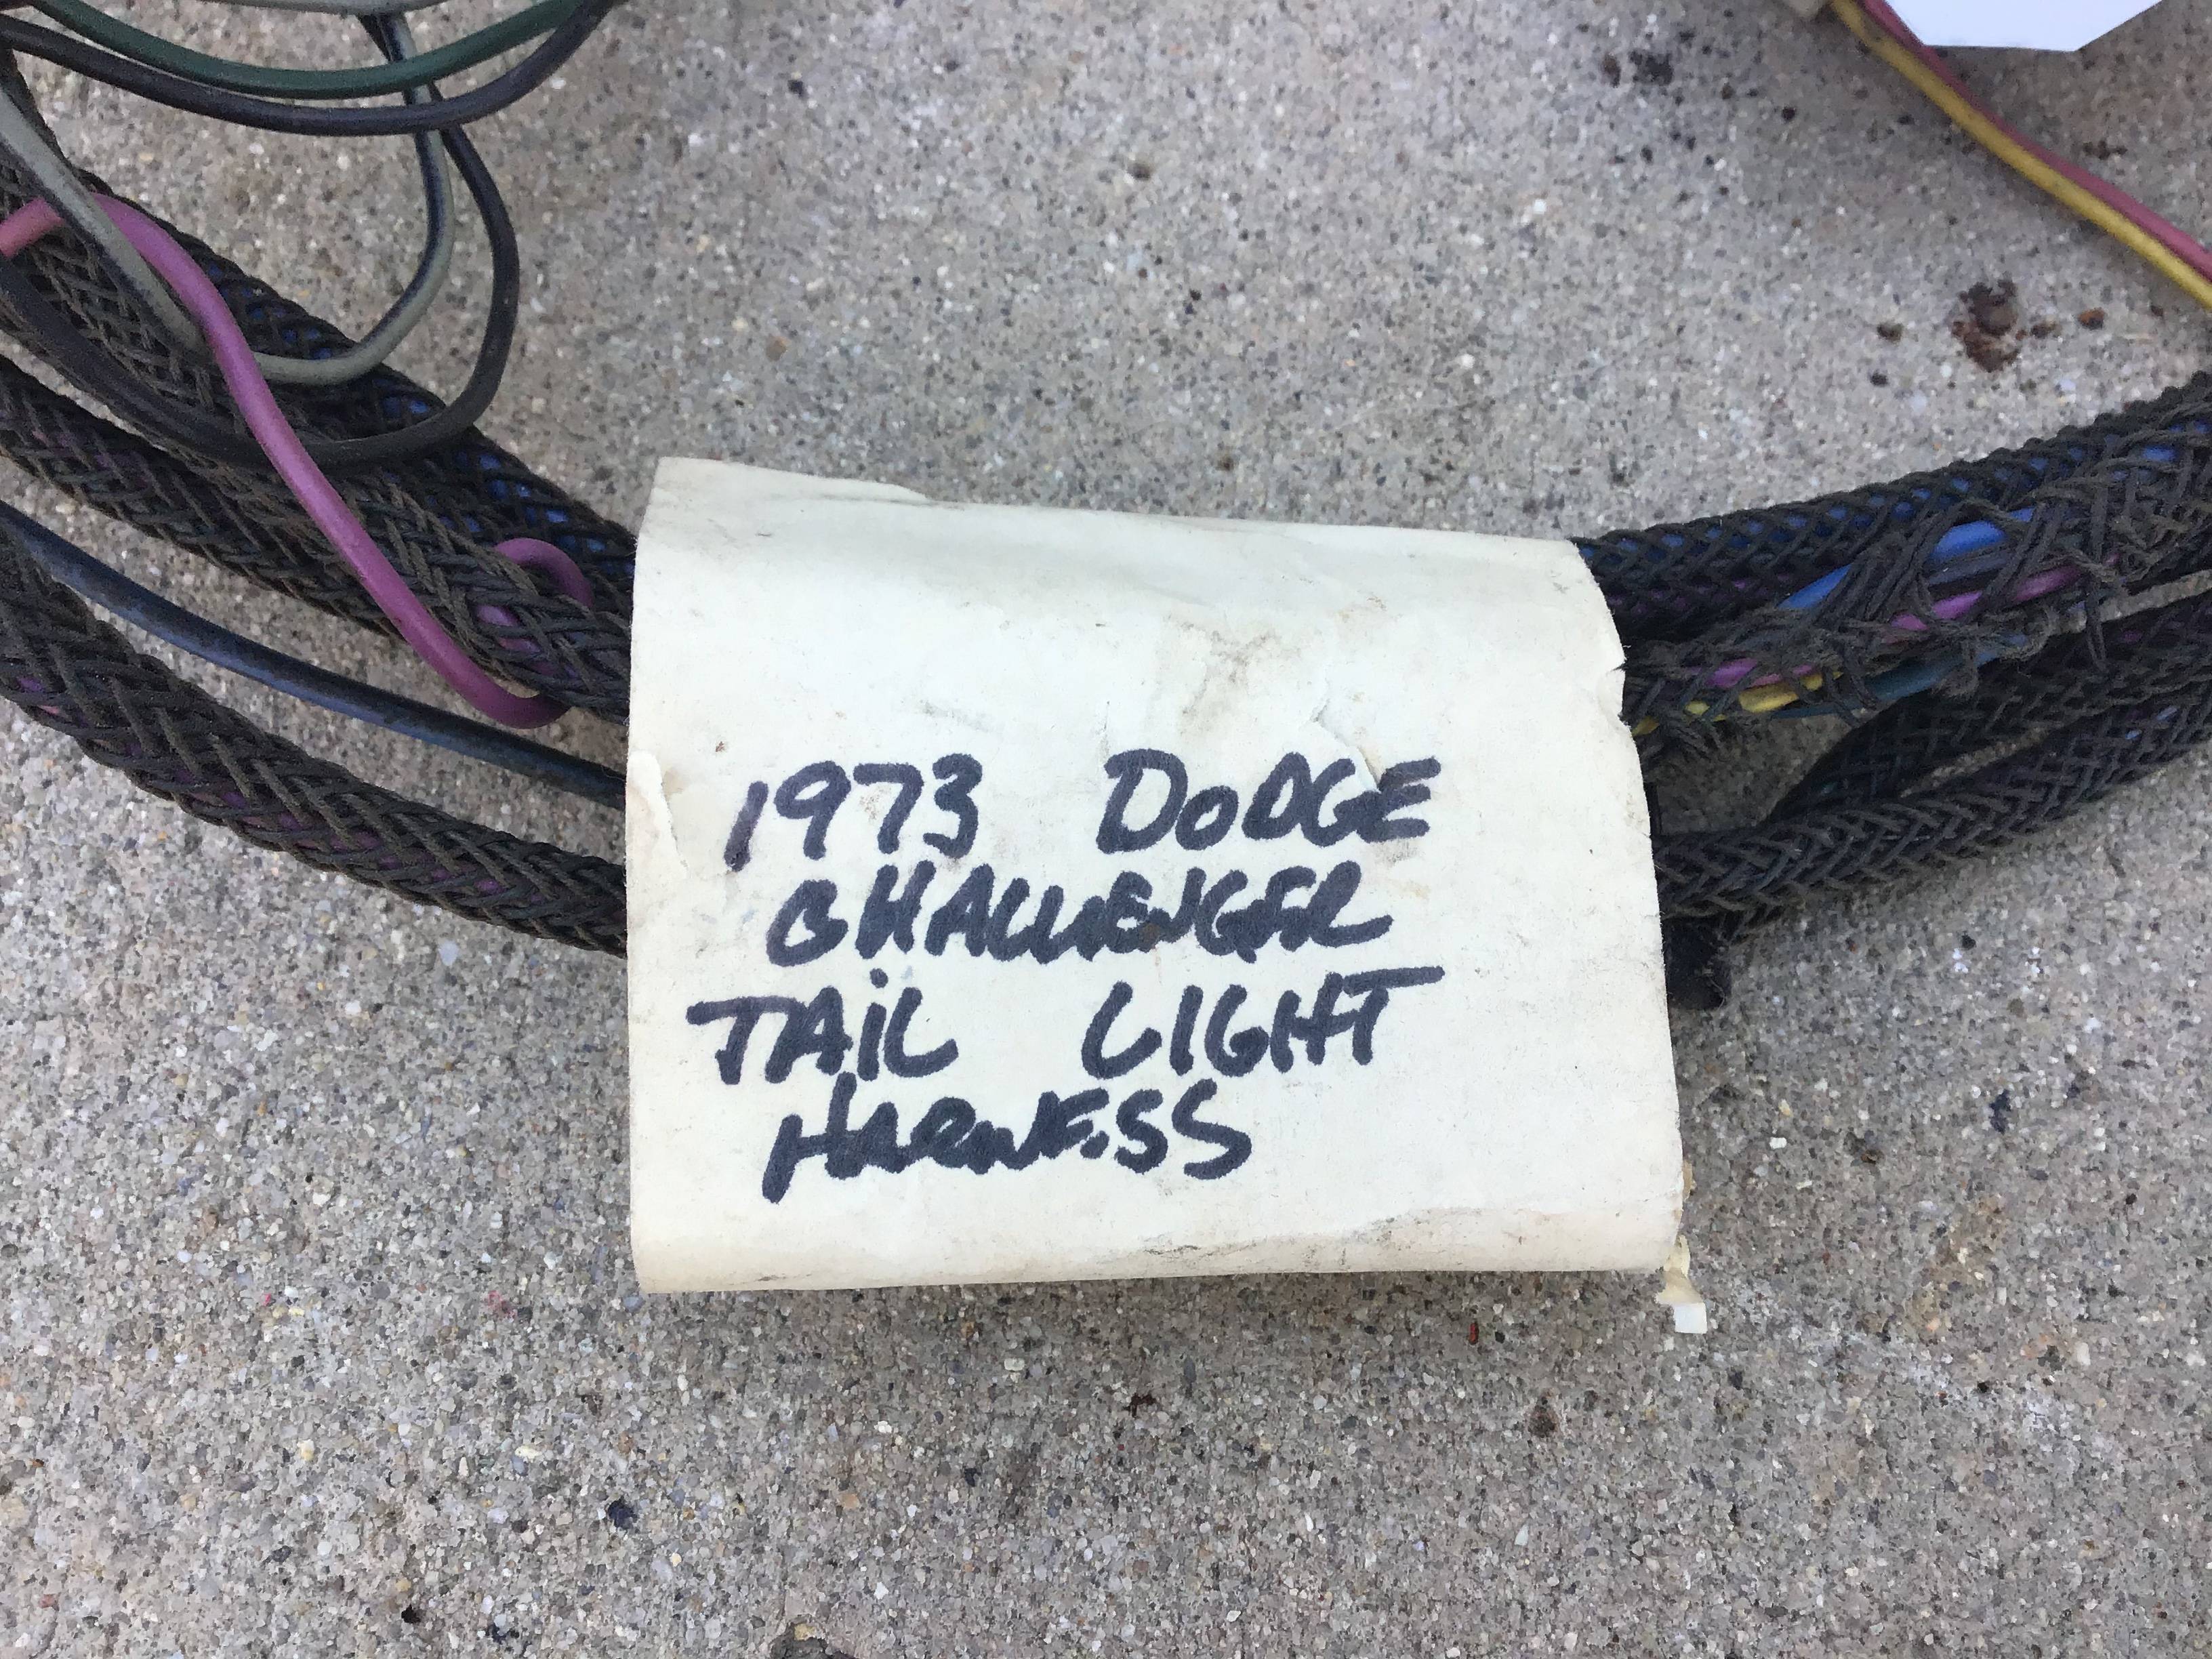 1973 DODGE
CHALLENGER
TAiL LIGHT
HARNESS